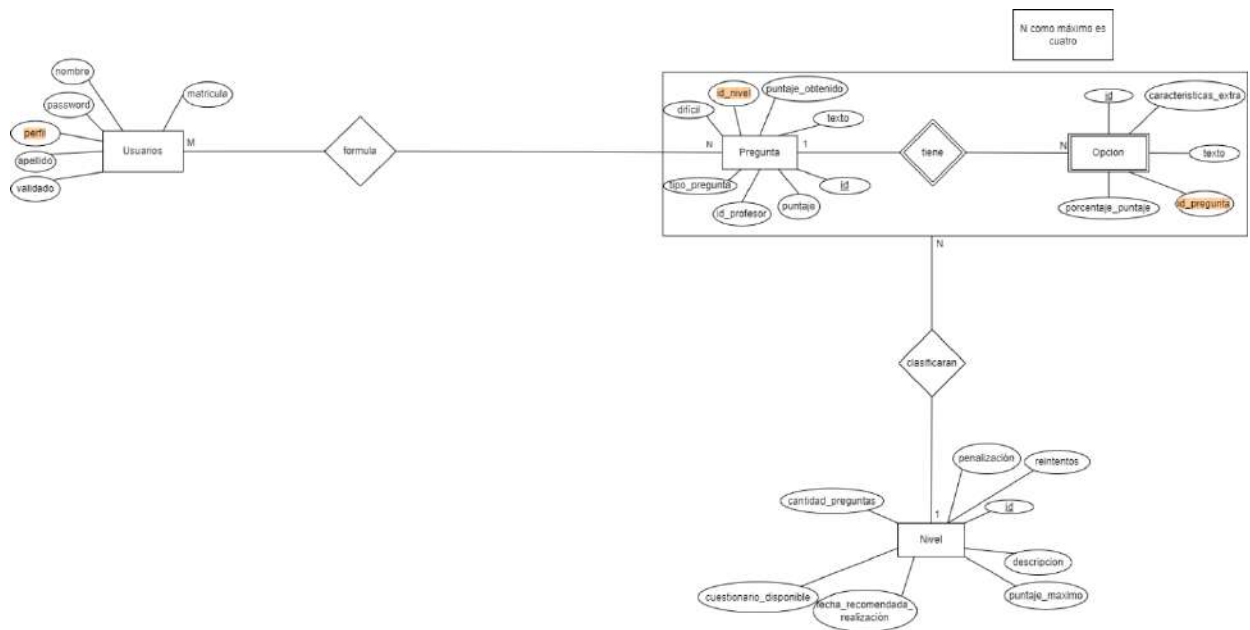 N como máximo es
cuatro
nombre
password
matricula
perfil
apellido
validado
Usuarios
M
formula
N
difícil
id_nivel
puntaje_obtenido
texto
Pregunta
1
tipo_pregunta
id_profesor
puntaje
id
tiene
N
id
caracteristicas_extra
Opcion
texto
porcentaje_puntaje
id_pregunta
N
clasificaran
1
penalización
reintentos
cantidad_preguntas
id
Nivel
descripcion
cuestionario_disponible
fecha_recomendada_
realización
puntaje_maximo